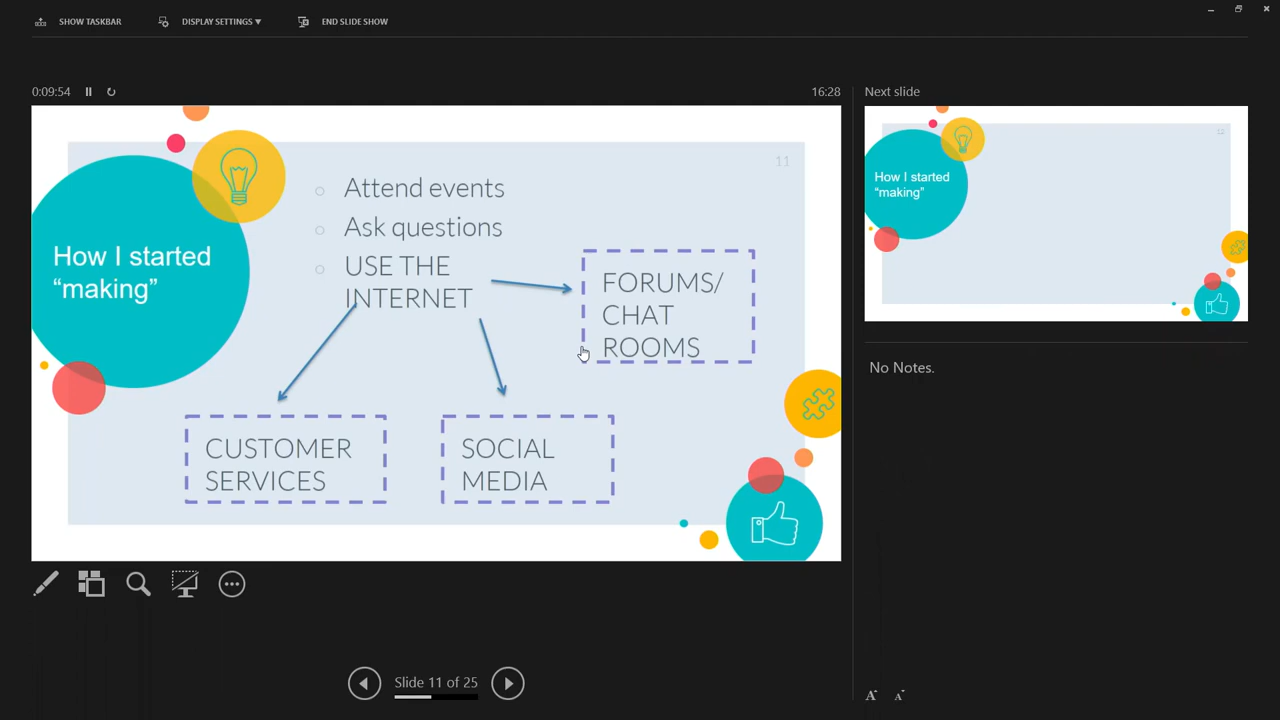 SHOW TASKBAR
DISPLAY SETTINGS ▼
END SLIDE SHOW
0:09:54
16:28
Next slide
11
How I started
“making”
○ Attend events
○ Ask questions
○ USE THE
INTERNET
FORUMS/
CHAT
ROOMS
CUSTOMER
SERVICES
SOCIAL
MEDIA
12
How I started
“making”
No Notes.
Slide 11 of 25
A
A